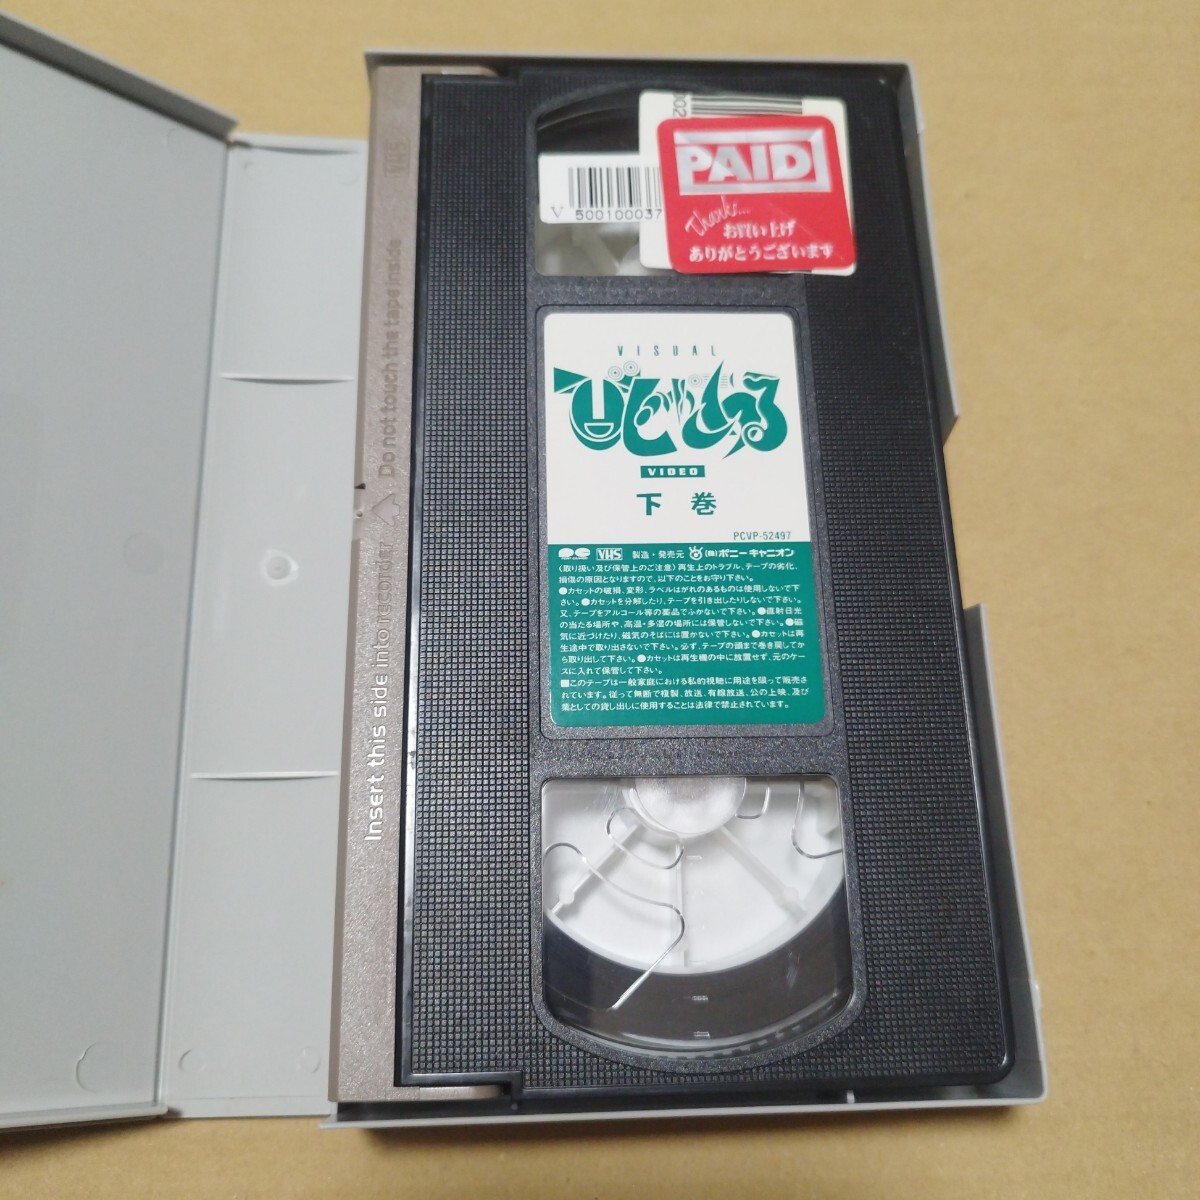 002
PAID
Thank...
お買い上げ
ありがとうございます
V 500100037
VHS
Insert this side into recorder
Do not touch the tape inside
VISUAL
VIDEO
下巻
PCVP-52497
PC VHS 製造・発売元 (株)ポニーキャニオン
〈取り扱い及び保管上のご注意〉再生上のトラブル、テープの劣化、
損傷の原因となりますので、以下のことをお守り下さい。
●カセットの破損、変形、ラベルはがれのあるものは使用しないで下
さい。●カセットを分解したり、テープを引き出したりしないで下さい。
又、テープをアルコール等の薬品でふかないで下さい。●直射日光
の当たる場所や、高温・多湿の場所には保管しないで下さい。●磁
気に近づけたり、磁気のそばには置かないで下さい。●カセットは再
生途中で取り出さないで下さい。必ず、テープの頭まで巻き戻してか
ら取り出して下さい。●カセットは再生機の中に放置せず、元のケー
スに入れて保管して下さい。
■このテープは一般家庭における私的視聴に用途を限って販売さ
れています。従って無断で複製、放送、有線放送、公の上映、及び
業としての貸し出しに使用することは法律で禁止されています。